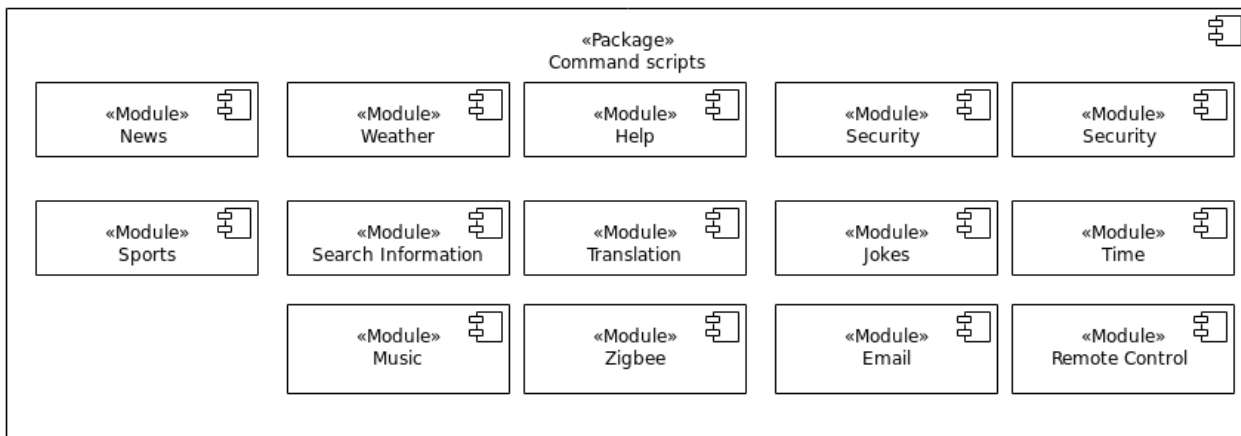 «Package»
Command scripts
«Module»
News
«Module»
Weather
«Module»
Help
«Module»
Security
«Module»
Security
«Module»
Sports
«Module»
Search Information
«Module»
Translation
«Module»
Jokes
«Module»
Time
«Module»
Music
«Module»
Zigbee
«Module»
Email
«Module»
Remote Control